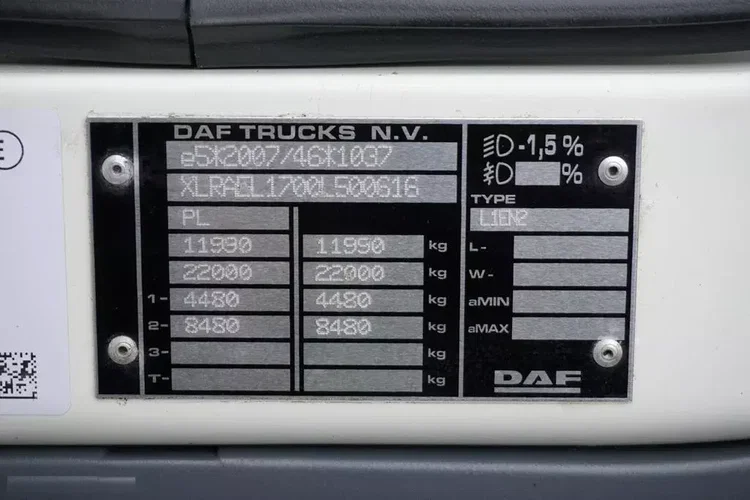 DAF TRUCKS N.V.
e5*2007/46*1037
XLRAEL1700L500616
PL
11990 11990 kg
22000 22000 kg
1- 4480 4480 kg
2- 8480 8480 kg
3- kg
T- kg
-1,5 %
%
TYPE
L1EN2
L-
W-
aMIN
aMAX
DAF
E